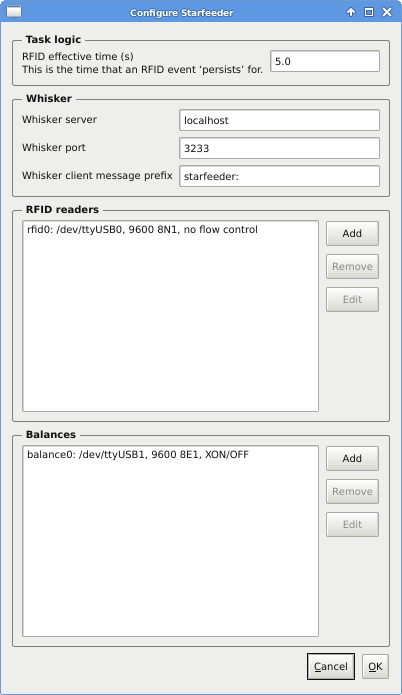 Configure Starfeeder
Task logic
RFID effective time (s)
This is the time that an RFID event ‘persists’ for.
5.0
Whisker
Whisker server
localhost
Whisker port
3233
Whisker client message prefix
starfeeder:
RFID readers
rfid0: /dev/ttyUSB0, 9600 8N1, no flow control
Add
Remove
Edit
Balances
balance0: /dev/ttyUSB1, 9600 8E1, XON/OFF
Add
Remove
Edit
Cancel
OK